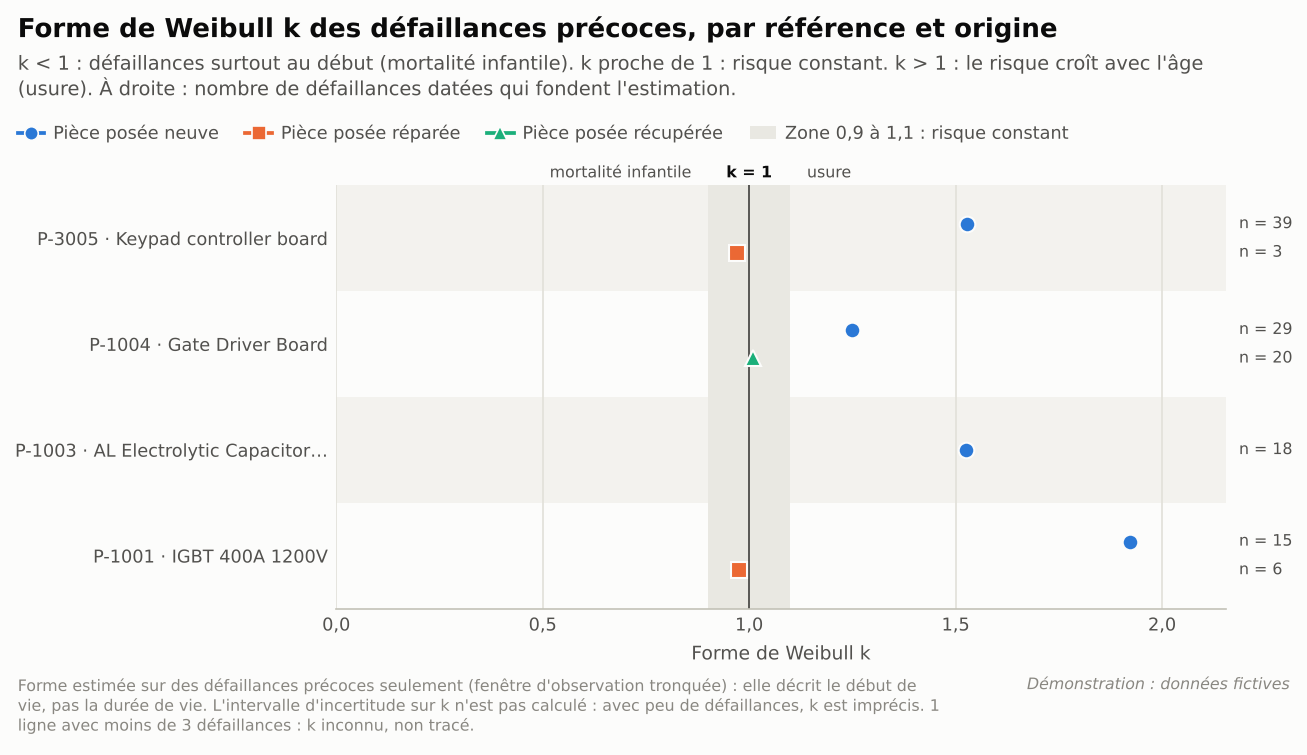 Forme de Weibull k des défaillances précoces, par référence et origine
k < 1 : défaillances surtout au début (mortalité infantile). k proche de 1 : risque constant. k > 1 : le risque croît avec l'âge
(usure). À droite : nombre de défaillances datées qui fondent l'estimation.
Pièce posée neuve Pièce posée réparée Pièce posée récupérée Zone 0,9 à 1,1 : risque constant
mortalité infantile k = 1 usure
P-3005 · Keypad controller board
n = 39
n = 3
P-1004 · Gate Driver Board
n = 29
n = 20
P-1003 · AL Electrolytic Capacitor…
n = 18
P-1001 · IGBT 400A 1200V
n = 15
n = 6
0,0 0,5 1,0 1,5 2,0
Forme de Weibull k
Forme estimée sur des défaillances précoces seulement (fenêtre d'observation tronquée) : elle décrit le début de
vie, pas la durée de vie. L'intervalle d'incertitude sur k n'est pas calculé : avec peu de défaillances, k est imprécis. 1
ligne avec moins de 3 défaillances : k inconnu, non tracé.
Démonstration : données fictives